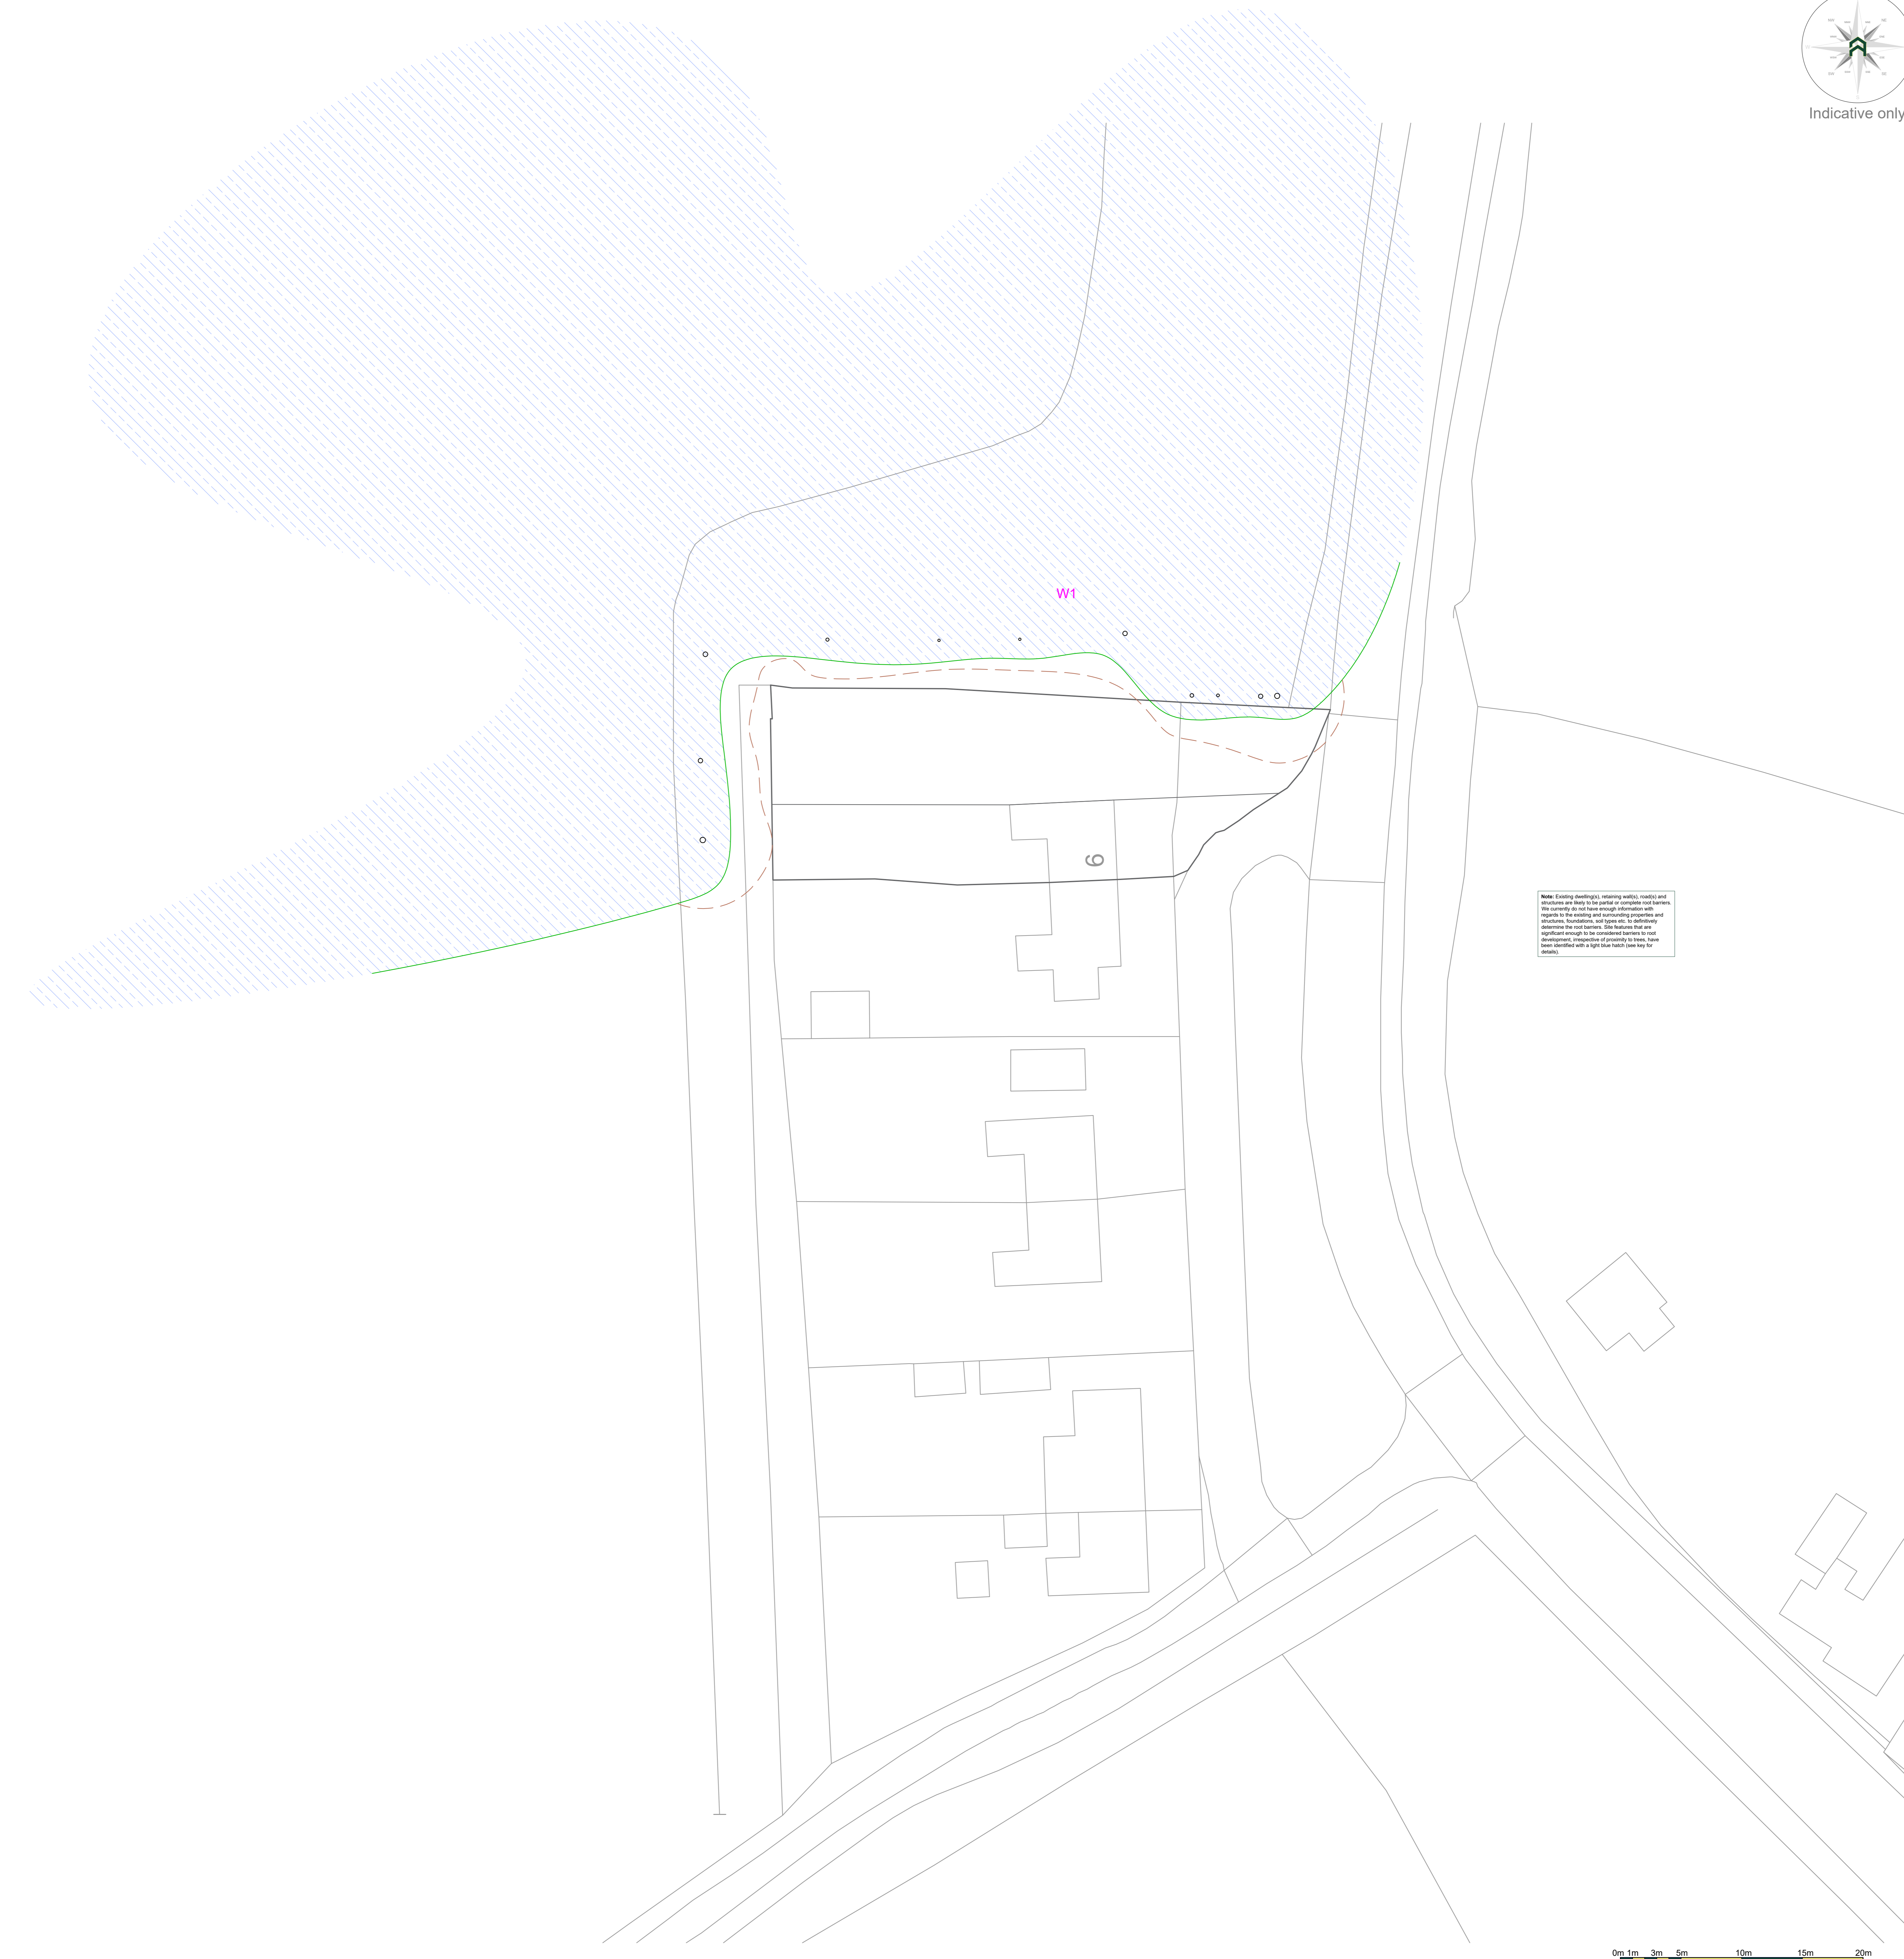 Indicative only
W1
6
Note: Existing dwelling(s), retaining wall(s), road(s) and
structures are likely to be partial or complete root barriers.
We currently do not have enough information with
regards to the existing and surrounding properties and
structures, foundations, soil types etc. to definitively
determine the root barriers. Site features that are
significant enough to be considered barriers to root
development, irrespective of proximity to trees, have
been identified with a light blue hatch (see key for
details).
0m 1m 3m 5m 10m 15m 20m